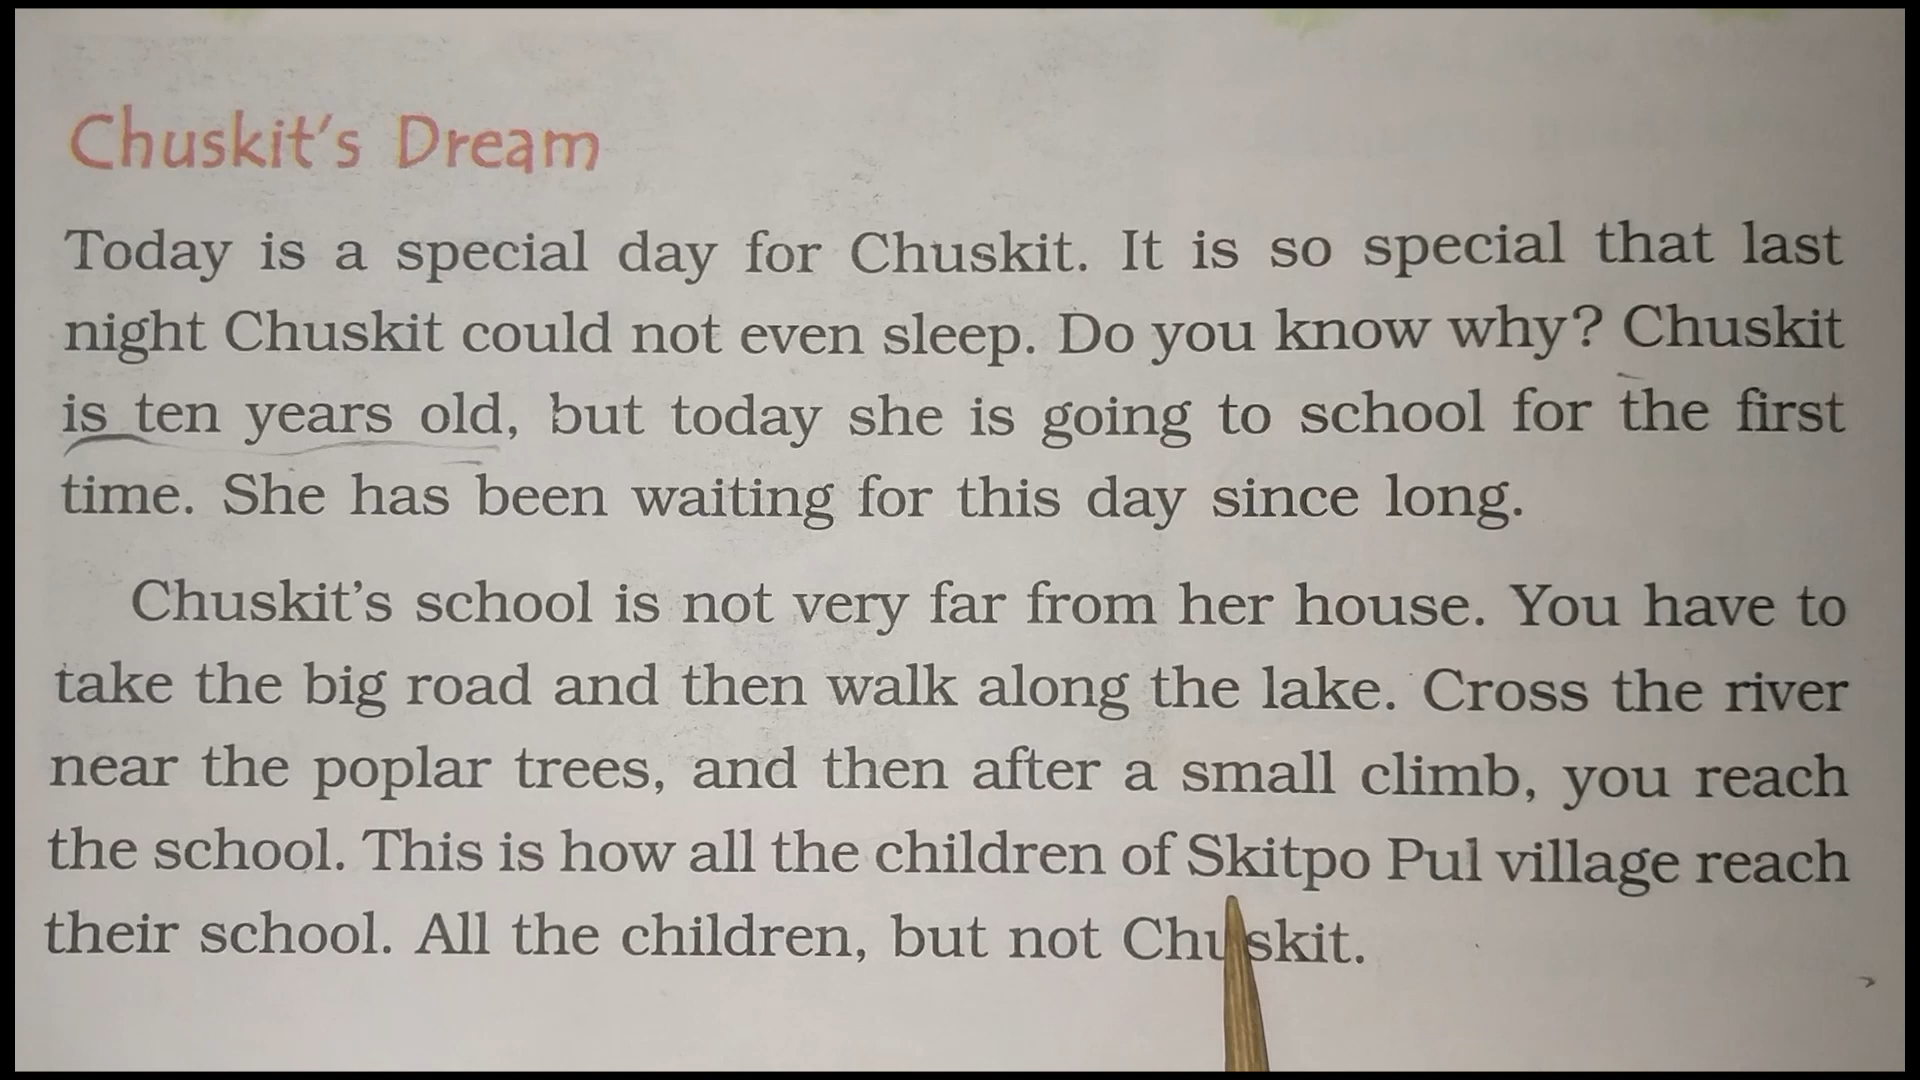 Chuskit's Dream
Today is a special day for Chuskit. It is so special that last
night Chuskit could not even sleep. Do you know why? Chuskit
is ten years old, but today she is going to school for the first
time. She has been waiting for this day since long.
Chuskit's school is not very far from her house. You have to
take the big road and then walk along the lake. Cross the river
near the poplar trees, and then after a small climb, you reach
the school. This is how all the children of Skitpo Pul village reach
their school. All the children, but not Chuskit.